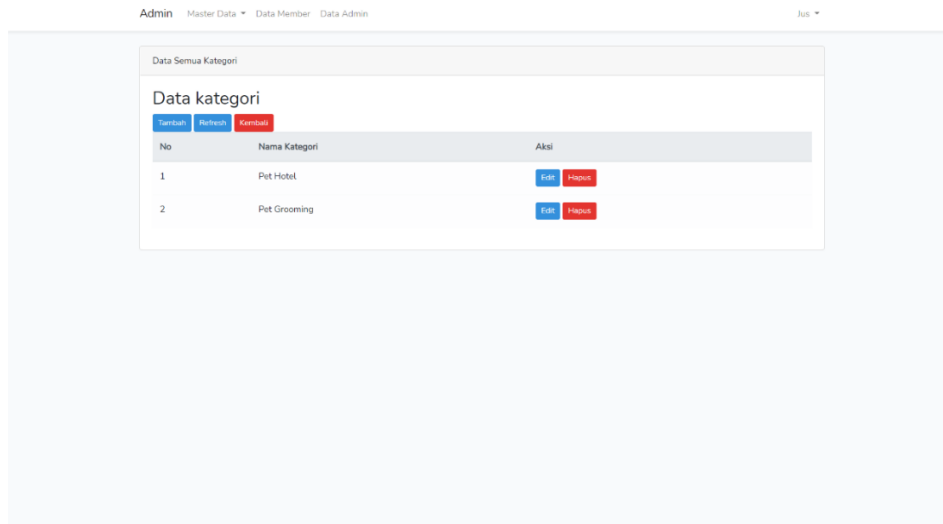 Admin Master Data Data Member Data Admin Jus
Data Semua Kategori
Data kategori
Tambah Refresh Kembali
No Nama Kategori Aksi
1 Pet Hotel Edit Hapus
2 Pet Grooming Edit Hapus